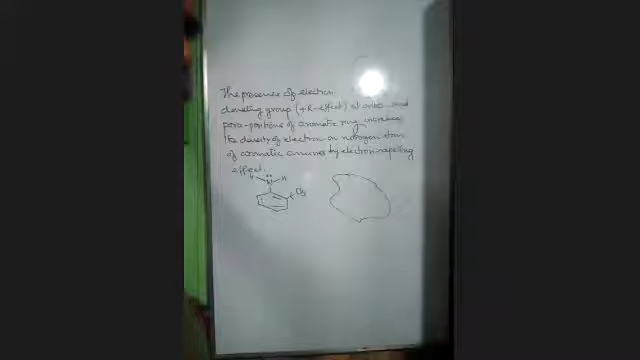 The presence of electron
donating group (+R-effect) at ortho and
para-positions of aromatic ring increases
the density of electron on nitrogen atom
of aromatic amines by electron repelling
effect.
H N H
CH3